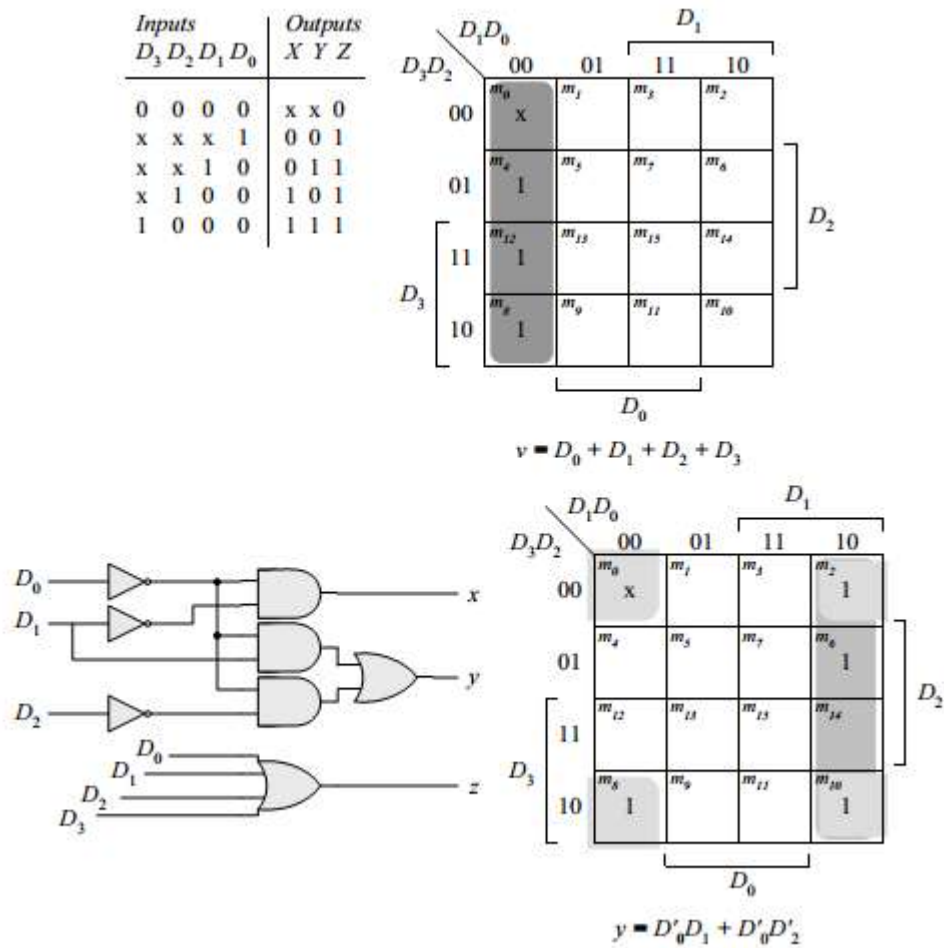 Inputs Outputs
D3 D2 D1 D0 X Y Z
0 0 0 0 x x 0
x x x 1 0 0 1
x x 1 0 0 1 1
x 1 0 0 1 0 1
1 0 0 0 1 1 1
D1D0 D1
D3D2 00 01 11 10
m0 m1 m3 m2
00 x
m4 m5 m7 m6
01 1
D2
m12 m13 m15 m14
11 1
D3
m8 m9 m11 m10
10 1
D0
v = D0 + D1 + D2 + D3
D1D0 D1
D3D2 00 01 11 10
m0 m1 m3 m2
00 x 1
m4 m5 m7 m6
01 1
D2
m12 m13 m15 m14
11
D3
m8 m9 m11 m10
10 1 1
D0
y = D'0D1 + D'0D'2
D0 x
D1
y
D2
D0
D1 z
D2
D3